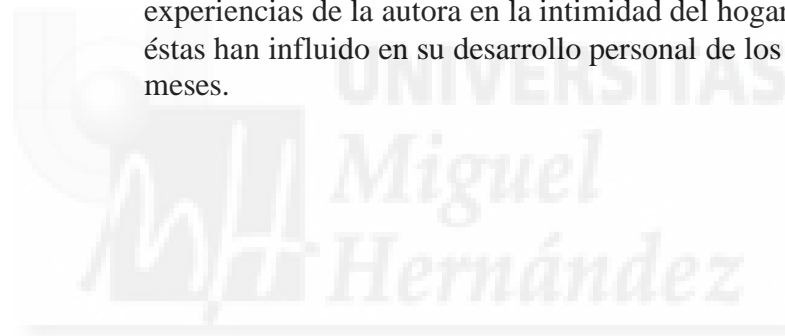 experiencias de la autora en la intimidad del hogar
éstas han influido en su desarrollo personal de los
meses.
UNIVERSITAS
Miguel
Hernández